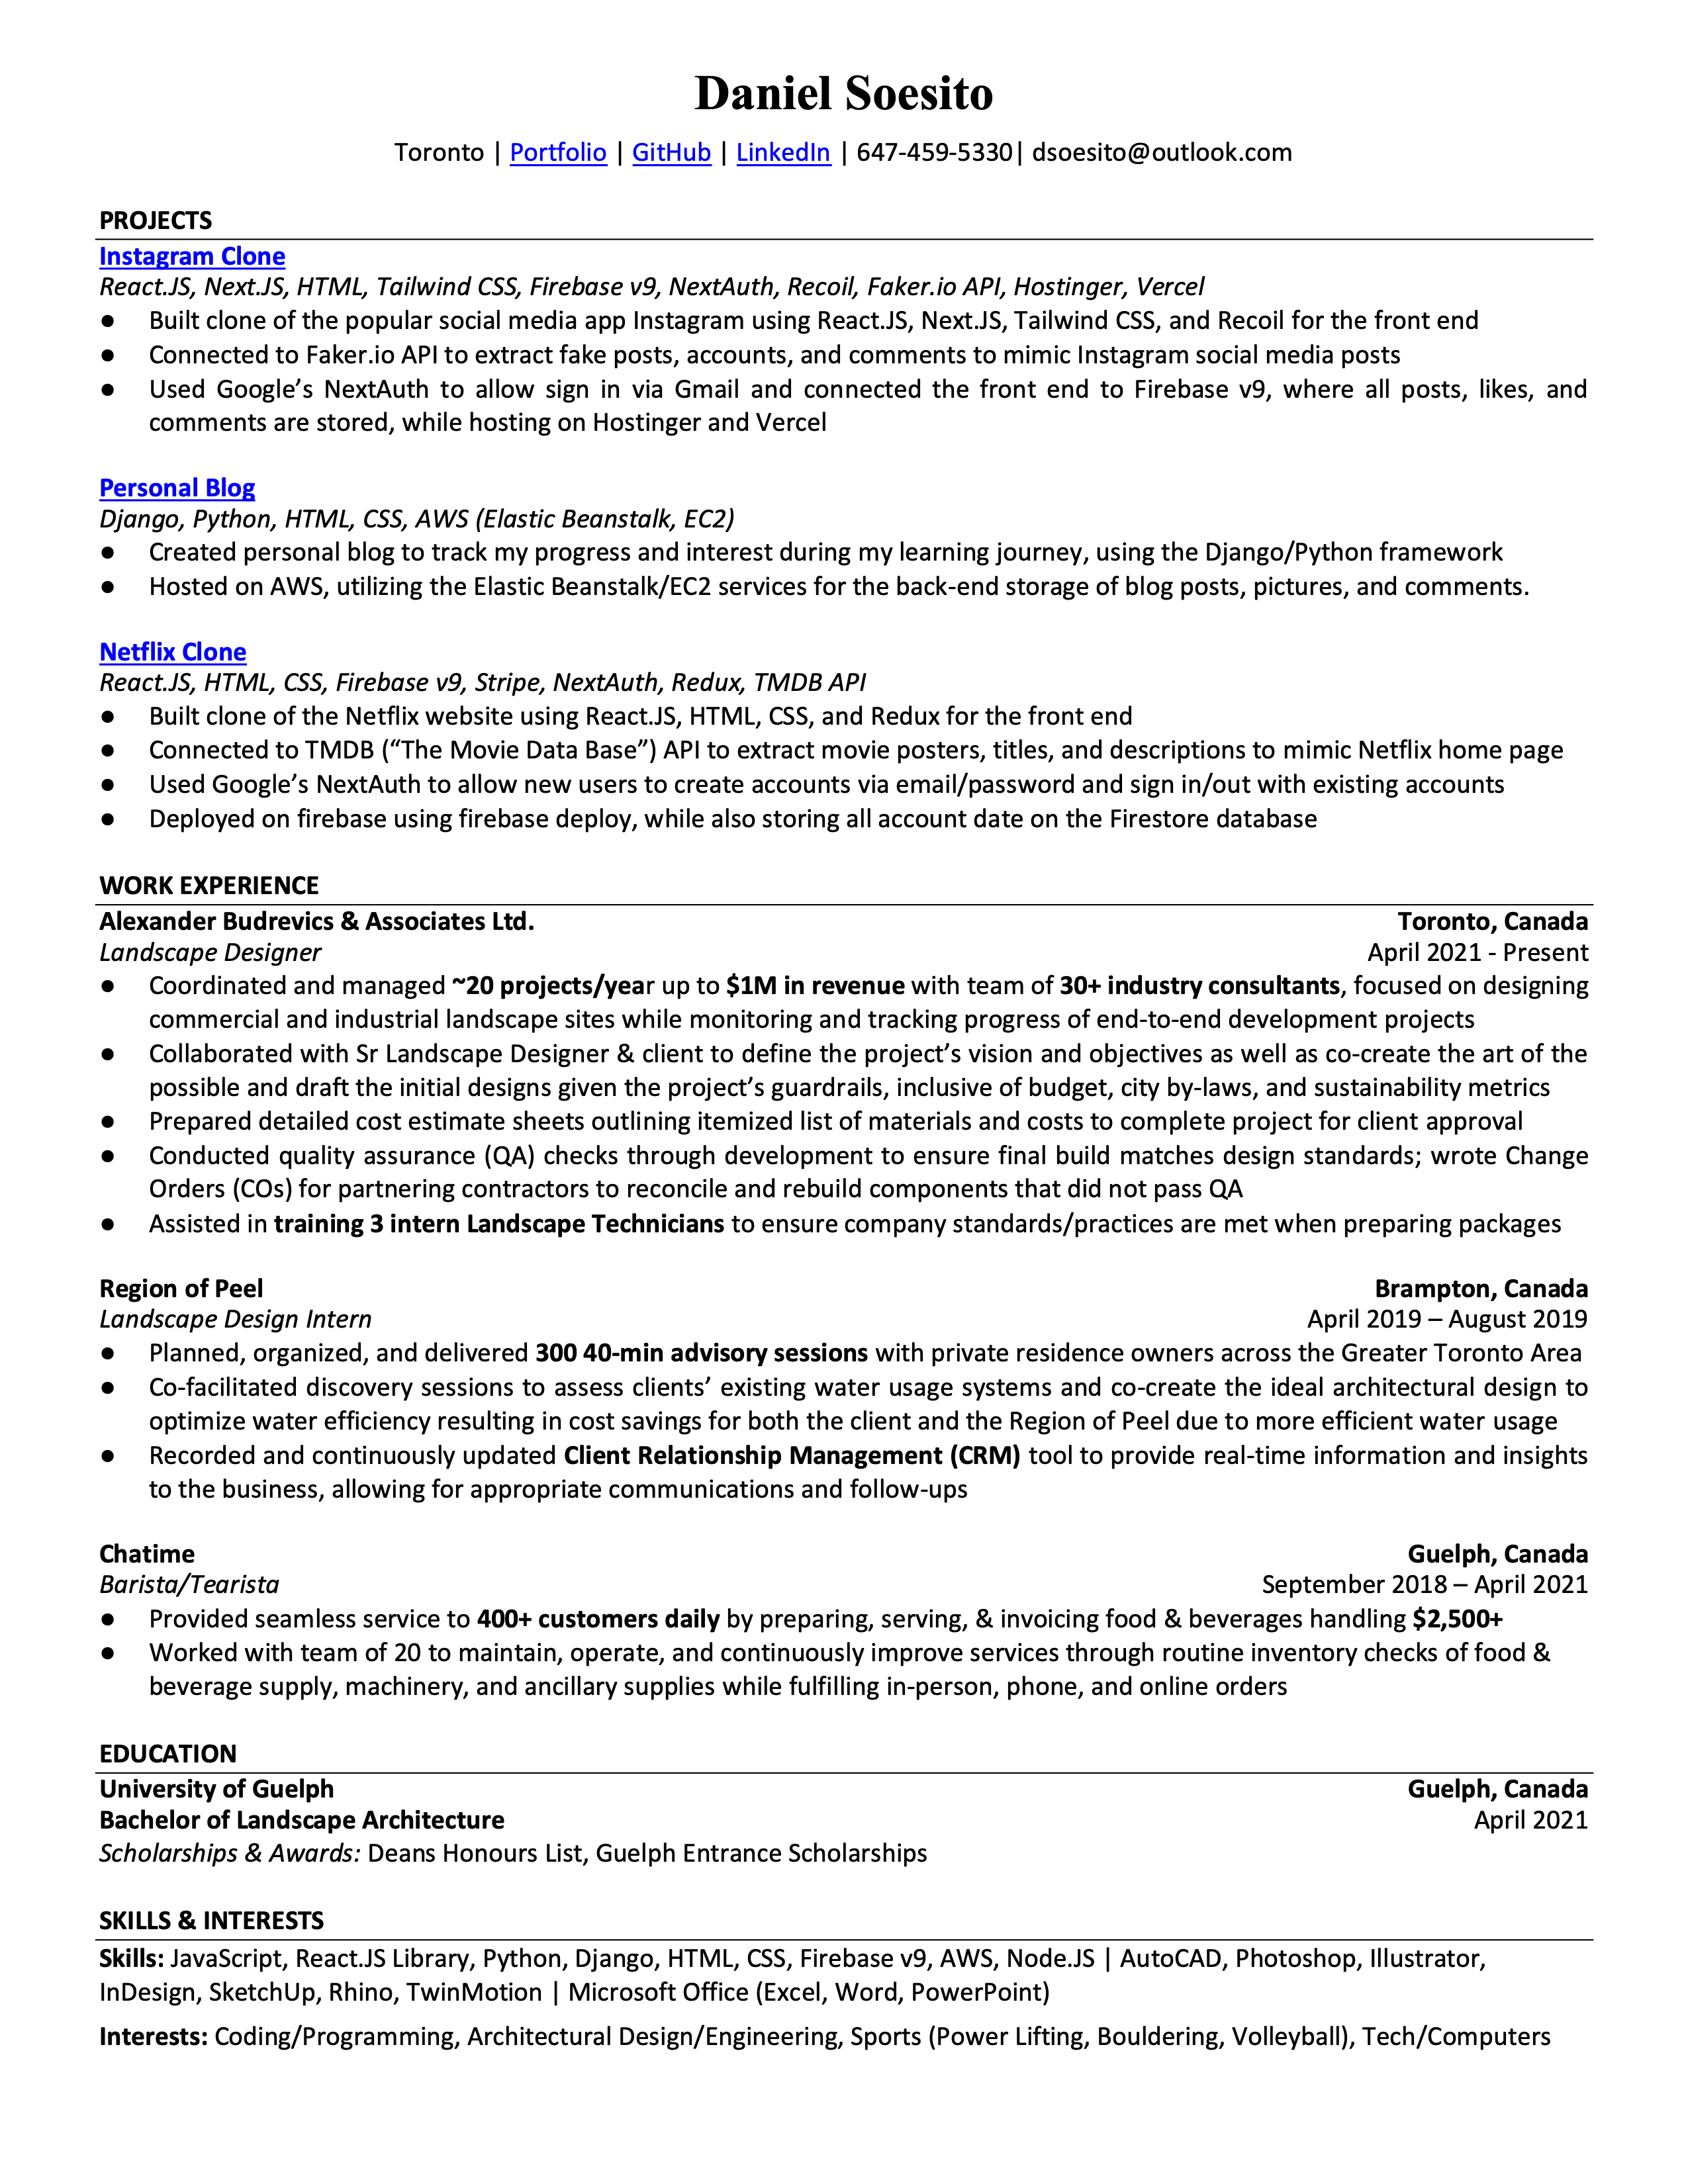 Daniel Soesito
Toronto | Portfolio | GitHub | LinkedIn | 647-459-5330| dsoesito@outlook.com
PROJECTS
Instagram Clone
React.JS, Next.JS, HTML, Tailwind CSS, Firebase v9, NextAuth, Recoil, Faker.io API, Hostinger, Vercel
● Built clone of the popular social media app Instagram using React.JS, Next.JS, Tailwind CSS, and Recoil for the front end
● Connected to Faker.io API to extract fake posts, accounts, and comments to mimic Instagram social media posts
● Used Google’s NextAuth to allow sign in via Gmail and connected the front end to Firebase v9, where all posts, likes, and
comments are stored, while hosting on Hostinger and Vercel
Personal Blog
Django, Python, HTML, CSS, AWS (Elastic Beanstalk, EC2)
● Created personal blog to track my progress and interest during my learning journey, using the Django/Python framework
● Hosted on AWS, utilizing the Elastic Beanstalk/EC2 services for the back-end storage of blog posts, pictures, and comments.
Netflix Clone
React.JS, HTML, CSS, Firebase v9, Stripe, NextAuth, Redux, TMDB API
● Built clone of the Netflix website using React.JS, HTML, CSS, and Redux for the front end
● Connected to TMDB (“The Movie Data Base”) API to extract movie posters, titles, and descriptions to mimic Netflix home page
● Used Google’s NextAuth to allow new users to create accounts via email/password and sign in/out with existing accounts
● Deployed on firebase using firebase deploy, while also storing all account date on the Firestore database
WORK EXPERIENCE
Alexander Budrevics & Associates Ltd. Toronto, Canada
Landscape Designer April 2021 - Present
● Coordinated and managed ~20 projects/year up to $1M in revenue with team of 30+ industry consultants, focused on designing
commercial and industrial landscape sites while monitoring and tracking progress of end-to-end development projects
● Collaborated with Sr Landscape Designer & client to define the project’s vision and objectives as well as co-create the art of the
possible and draft the initial designs given the project’s guardrails, inclusive of budget, city by-laws, and sustainability metrics
● Prepared detailed cost estimate sheets outlining itemized list of materials and costs to complete project for client approval
● Conducted quality assurance (QA) checks through development to ensure final build matches design standards; wrote Change
Orders (COs) for partnering contractors to reconcile and rebuild components that did not pass QA
● Assisted in training 3 intern Landscape Technicians to ensure company standards/practices are met when preparing packages
Region of Peel Brampton, Canada
Landscape Design Intern April 2019 – August 2019
● Planned, organized, and delivered 300 40-min advisory sessions with private residence owners across the Greater Toronto Area
● Co-facilitated discovery sessions to assess clients’ existing water usage systems and co-create the ideal architectural design to
optimize water efficiency resulting in cost savings for both the client and the Region of Peel due to more efficient water usage
● Recorded and continuously updated Client Relationship Management (CRM) tool to provide real-time information and insights
to the business, allowing for appropriate communications and follow-ups
Chatime Guelph, Canada
Barista/Tearista September 2018 – April 2021
● Provided seamless service to 400+ customers daily by preparing, serving, & invoicing food & beverages handling $2,500+
● Worked with team of 20 to maintain, operate, and continuously improve services through routine inventory checks of food &
beverage supply, machinery, and ancillary supplies while fulfilling in-person, phone, and online orders
EDUCATION
University of Guelph Guelph, Canada
Bachelor of Landscape Architecture April 2021
Scholarships & Awards: Deans Honours List, Guelph Entrance Scholarships
SKILLS & INTERESTS
Skills: JavaScript, React.JS Library, Python, Django, HTML, CSS, Firebase v9, AWS, Node.JS | AutoCAD, Photoshop, Illustrator,
InDesign, SketchUp, Rhino, TwinMotion | Microsoft Office (Excel, Word, PowerPoint)
Interests: Coding/Programming, Architectural Design/Engineering, Sports (Power Lifting, Bouldering, Volleyball), Tech/Computers